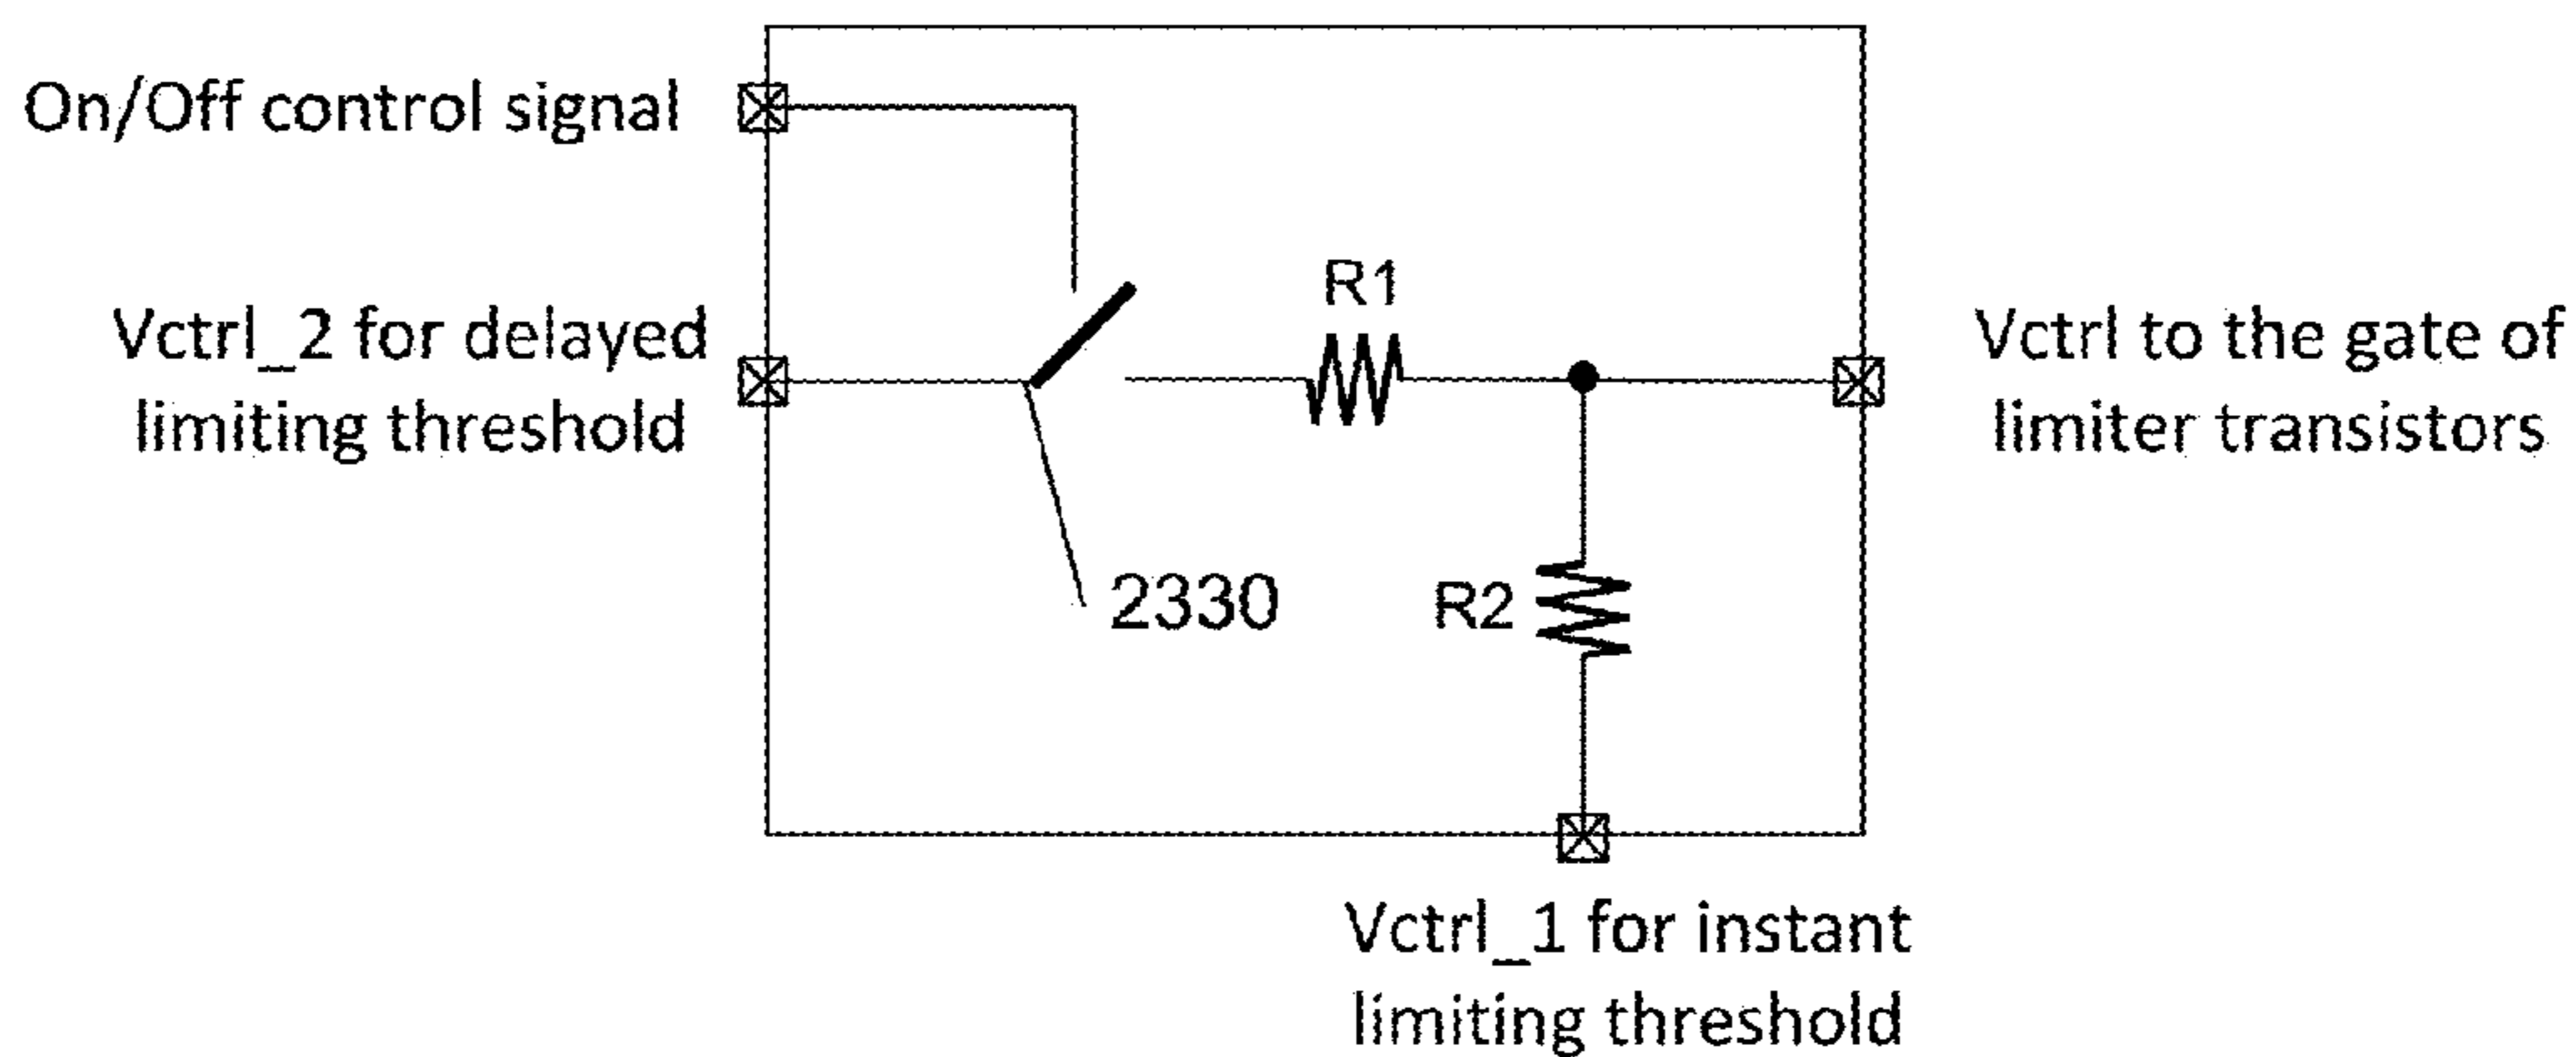 On/Off control signal
Vctrl_2 for delayed
limiting threshold
R1
Vctrl to the gate of
limiter transistors
2330
R2
Vctrl_1 for instant
limiting threshold